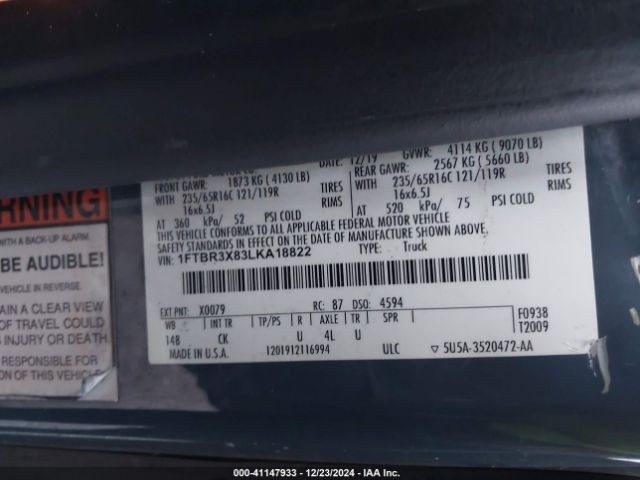 DATE: 12/19 GVWR: 4114 KG ( 9070 LB)
FRONT GAWR: 1873 KG ( 4130 LB) REAR GAWR: 2567 KG ( 5660 LB)
WITH 235/65R16C 121/119R TIRES WITH 235/65R16C 121/119R TIRES
16x6.5J RIMS 16x6.5J RIMS
AT 360 kPa/ 52 PSI COLD AT 520 kPa/ 75 PSI COLD
THIS VEHICLE CONFORMS TO ALL APPLICABLE FEDERAL MOTOR VEHICLE
SAFETY STANDARDS IN EFFECT ON THE DATE OF MANUFACTURE SHOWN ABOVE.
VIN: 1FTBR3X83LKA18822 TYPE: Truck
EXT PNT: X0079 RC: 87 DSO: 4594
WB INT TR TP/PS R AXLE TR SPR F0938
148 CK U 4L U T2009
MADE IN U.S.A. 1201912116994 ULC 5U5A-3520472-AA
RNING
WITH A BACK-UP ALARM.
BE AUDIBLE!
VEHICLE IN REVERSE.
AIN A CLEAR VIEW
OF TRAVEL COULD
S INJURY OR DEATH.
RESPONSIBLE FOR
ION OF THIS VEHICLE
000-41147933 - 12/23/2024 - IAA Inc.